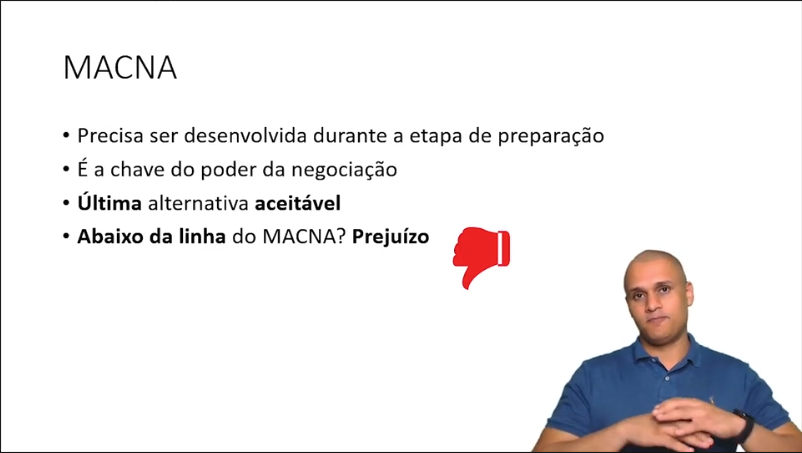 MACNA
• Precisa ser desenvolvida durante a etapa de preparação
• É a chave do poder da negociação
• Última alternativa aceitável
• Abaixo da linha do MACNA? Prejuízo